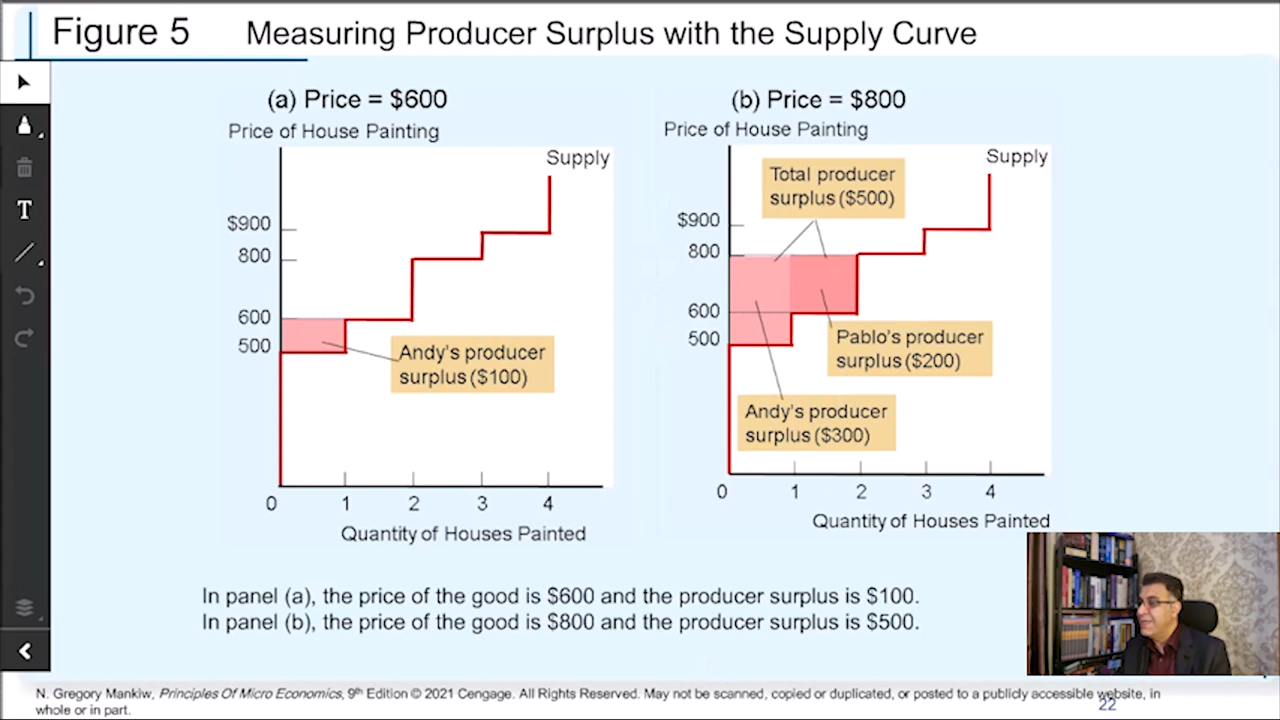 Figure 5 Measuring Producer Surplus with the Supply Curve
(a) Price = $600
Price of House Painting
Supply
$900
800
600
500
Andy's producer
surplus ($100)
0 1 2 3 4
Quantity of Houses Painted
(b) Price = $800
Price of House Painting
Supply
Total producer
surplus ($500)
$900
800
600
500
Pablo's producer
surplus ($200)
Andy's producer
surplus ($300)
0 1 2 3 4
Quantity of Houses Painted
In panel (a), the price of the good is $600 and the producer surplus is $100.
In panel (b), the price of the good is $800 and the producer surplus is $500.
N. Gregory Mankiw, Principles Of Micro Economics, 9th Edition © 2021 Cengage. All Rights Reserved. May not be scanned, copied or duplicated, or posted to a publicly accessible website, in
whole or in part.
22